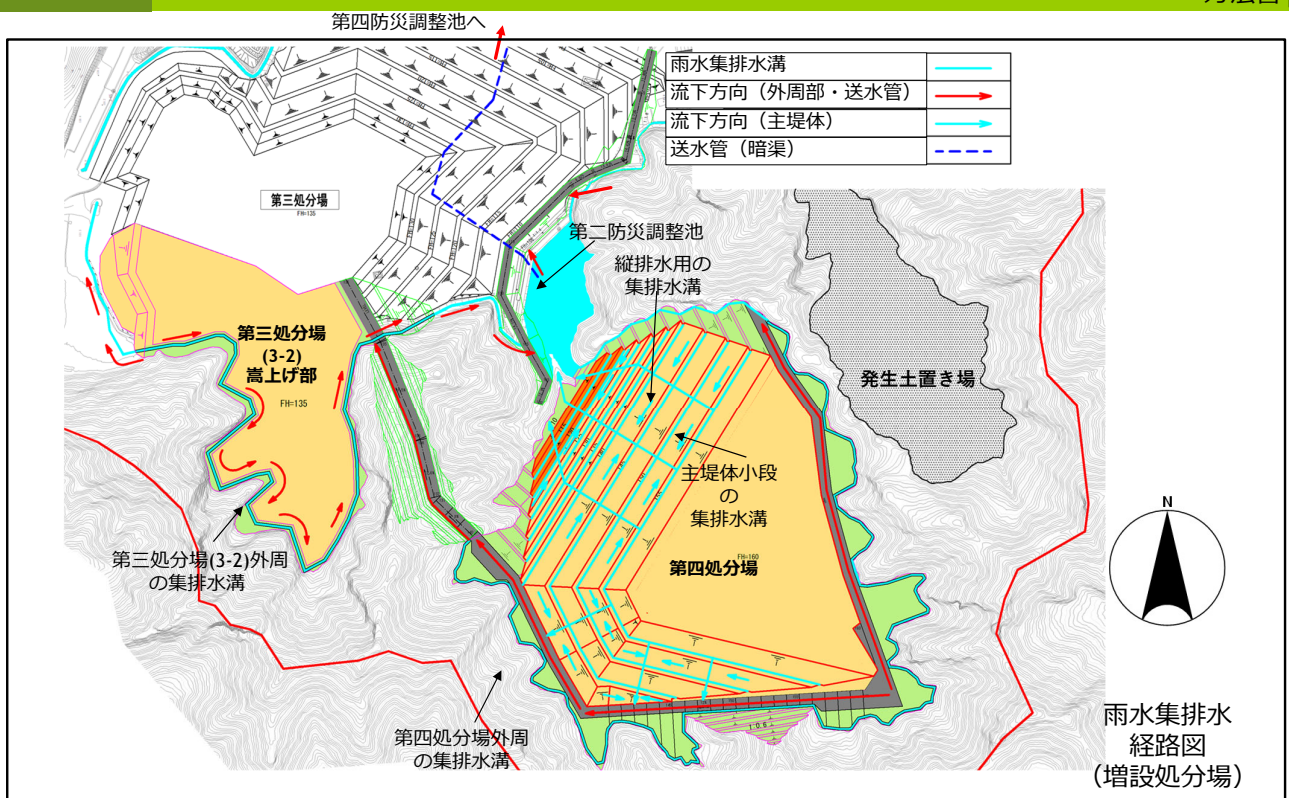 第四防災調整池へ
雨水集排水溝
流下方向（外周部・送水管）
流下方向（主堤体）
送水管（暗渠）
第三処分場
FH=135
第二防災調整池
縦排水用の
集排水溝
第三処分場
(3-2)
嵩上げ部
FH=135
発生土置き場
主堤体小段
の
集排水溝
N
第三処分場(3-2)外周
の集排水溝
FH=160
第四処分場
第四処分場外周
の集排水溝
雨水集排水
経路図
（増設処分場）